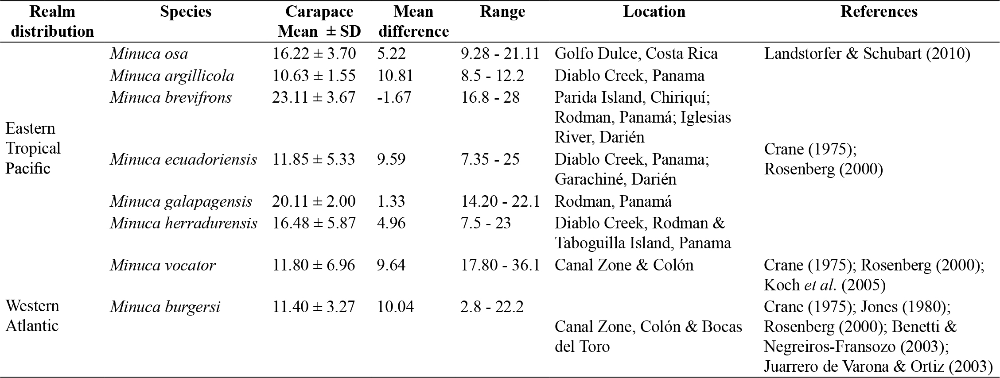 Realm distribution Species Carapace Mean ± SD Mean difference Range Location References
Minuca osa 16.22 ± 3.70 5.22 9.28 - 21.11 Golfo Dulce, Costa Rica Landstorfer & Schubart (2010)
Minuca argillicola 10.63 ± 1.55 10.81 8.5 - 12.2 Diablo Creek, Panama
Minuca brevifrons 23.11 ± 3.67 -1.67 16.8 - 28 Parida Island, Chiriquí;
Rodman, Panamá; Iglesias
River, Darién
Eastern
Tropical
Pacific
Minuca ecuadoriensis 11.85 ± 5.33 9.59 7.35 - 25 Diablo Creek, Panama;
Garachiné, Darién
Crane (1975);
Rosenberg (2000)
Minuca galapagensis 20.11 ± 2.00 1.33 14.20 - 22.1 Rodman, Panamá
Minuca herradurensis 16.48 ± 5.87 4.96 7.5 - 23 Diablo Creek, Rodman &
Taboguilla Island, Panama
Minuca vocator 11.80 ± 6.96 9.64 17.80 - 36.1 Canal Zone & Colón Crane (1975); Rosenberg (2000);
Koch et al. (2005)
Western
Atlantic
Minuca burgersi 11.40 ± 3.27 10.04 2.8 - 22.2
Canal Zone, Colón & Bocas
del Toro
Crane (1975); Jones (1980);
Rosenberg (2000); Benetti &
Negreiros-Fransozo (2003);
Juarrero de Varona & Ortiz (2003)